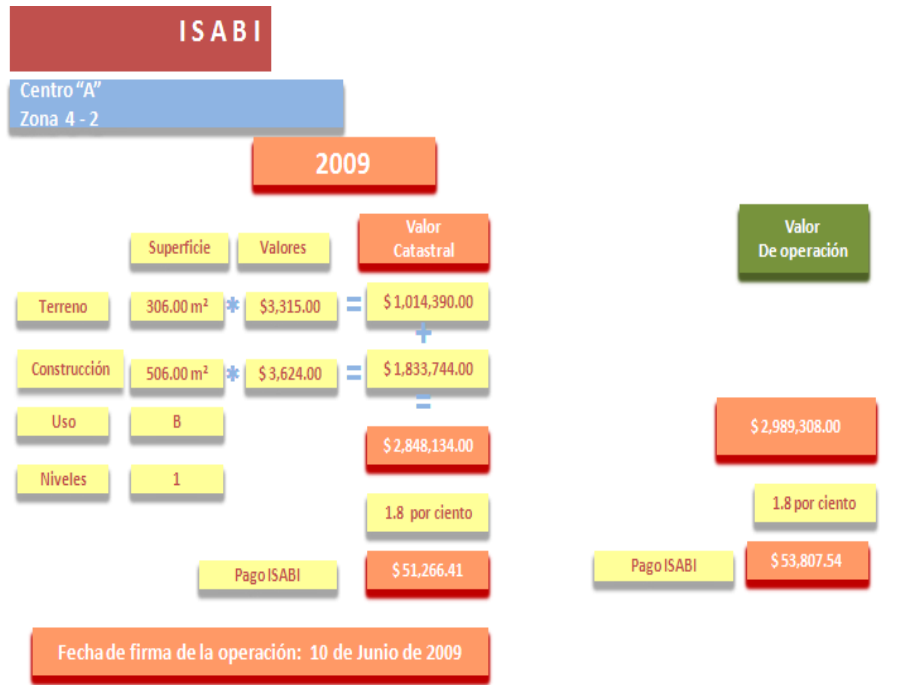 ISABI
Centro "A"
Zona 4 - 2
2009
Superficie
Valores
Valor
Catastral
Valor
De operación
Terreno
306.00 m²
*
$3,315.00
=
$ 1,014,390.00
+
Construcción
506.00 m²
*
$ 3,624.00
=
$ 1,833,744.00
=
Uso
B
$ 2,848,134.00
$ 2,989,308.00
Niveles
1
1.8 por ciento
1.8 por ciento
Pago ISABI
$ 51,266.41
Pago ISABI
$ 53,807.54
Fecha de firma de la operación: 10 de Junio de 2009